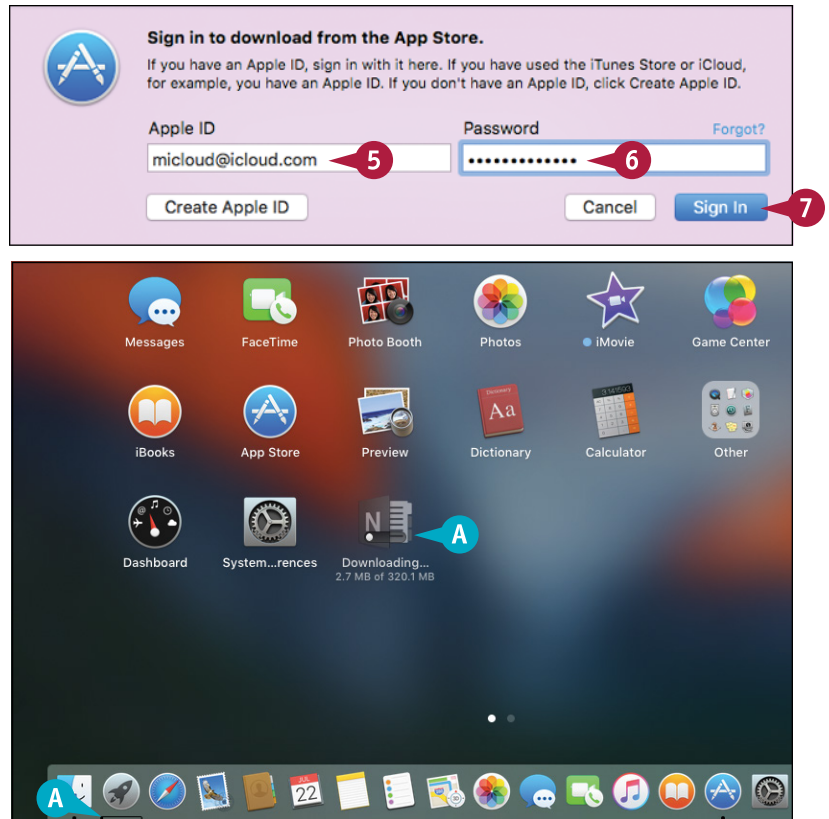 Sign in to download from the App Store.
If you have an Apple ID, sign in with it here. If you have used the iTunes Store or iCloud,
for example, you have an Apple ID. If you don't have an Apple ID, click Create Apple ID.
Apple ID Password Forgot?
micloud@icloud.com 5 ••••••••••••• 6
Create Apple ID Cancel Sign In 7
Messages FaceTime Photo Booth Photos iMovie Game Center
Dictionary
Aa
iBooks App Store Preview Dictionary Calculator Other
N A
Dashboard System...rences Downloading...
2.7 MB of 320.1 MB
JUL
A 22